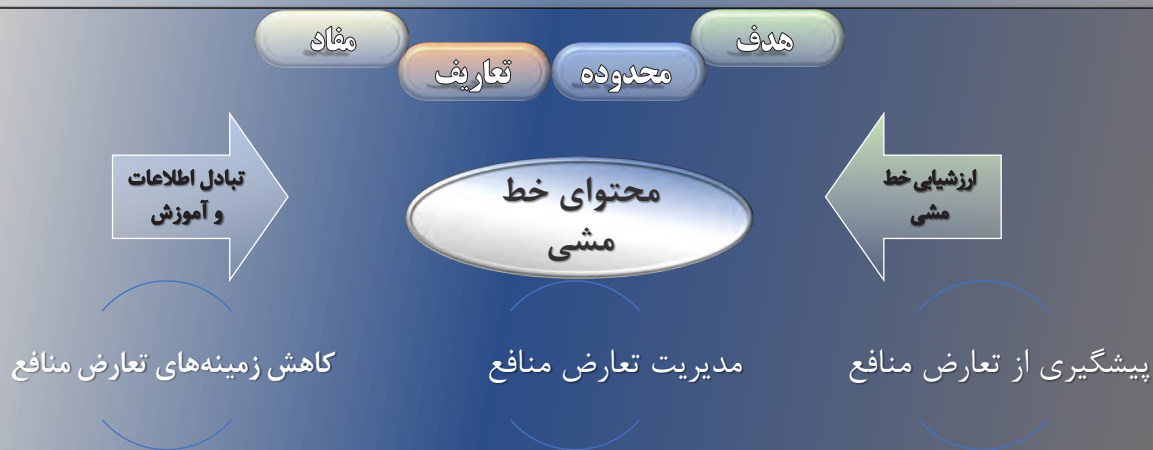 هدف
محدوده
تعاریف
مفاد
ارزشیابی خط
مشی
محتوای خط
مشی
تبادل اطلاعات
و آموزش
پیشگیری از تعارض منافع
مدیریت تعارض منافع
کاهش زمینه‌های تعارض منافع